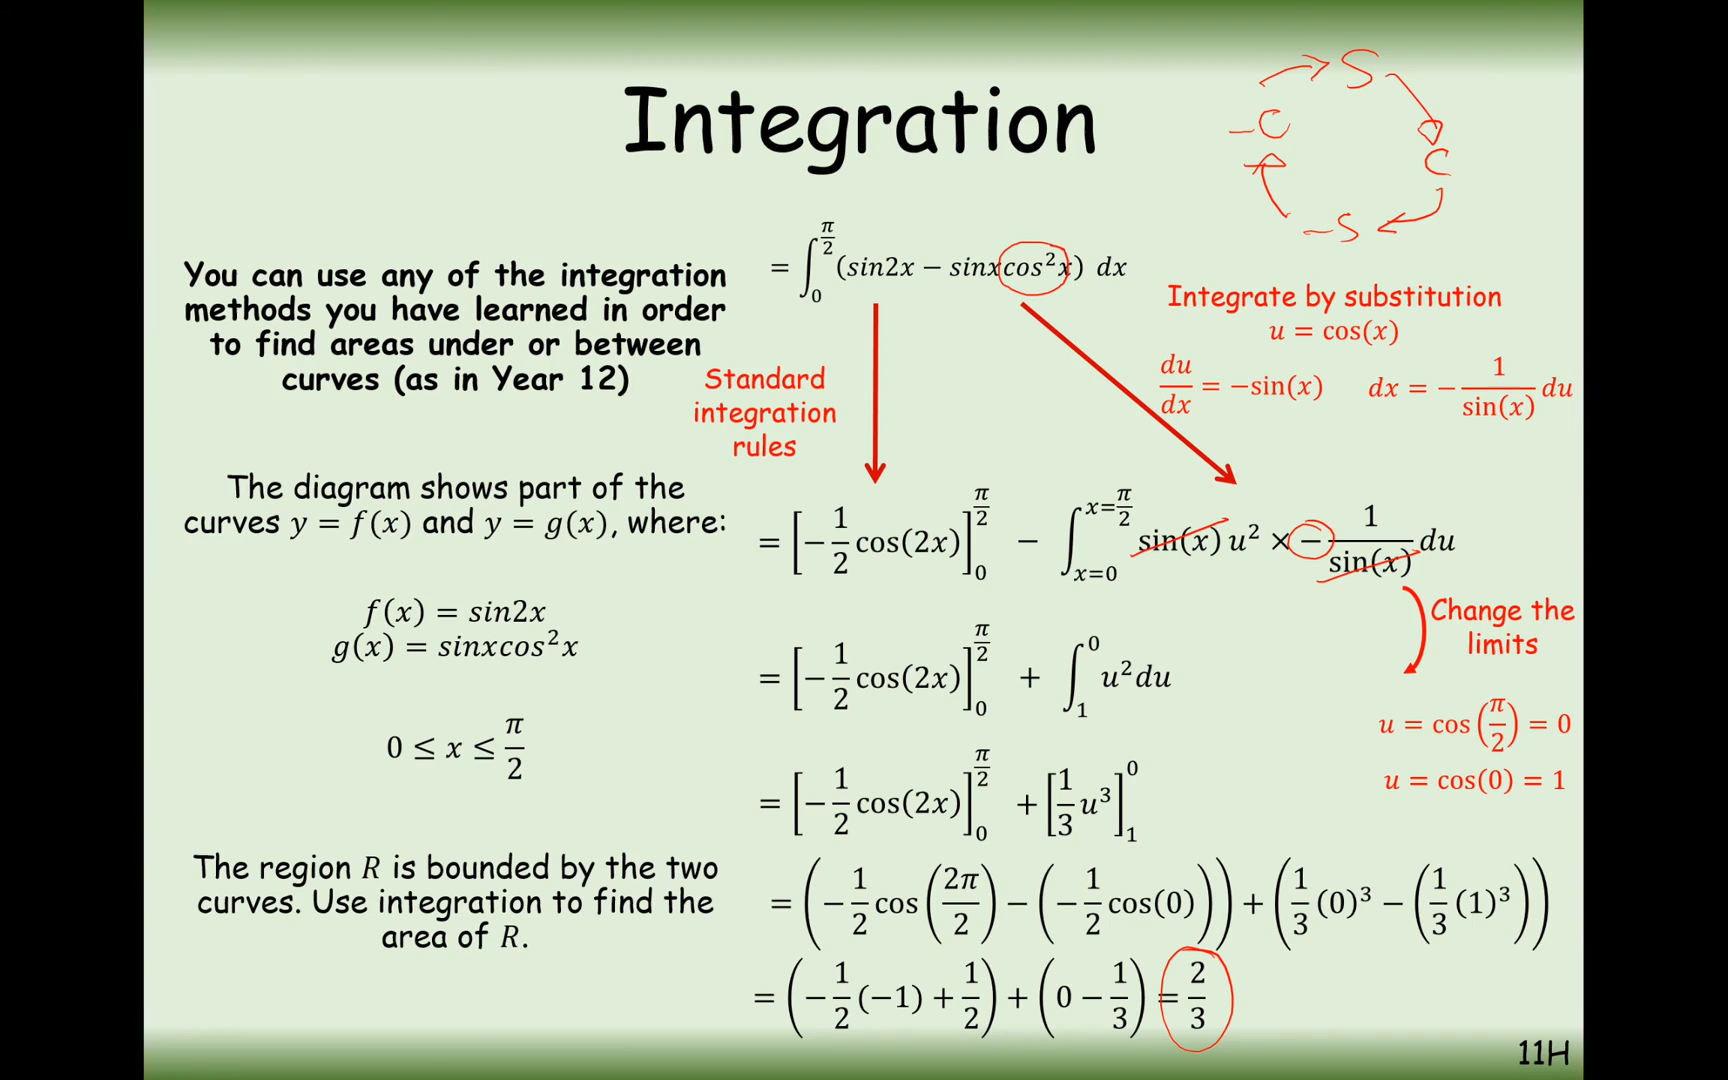 Integration
S
C
-S
-C
You can use any of the integration
methods you have learned in order
to find areas under or between
curves (as in Year 12)
The diagram shows part of the
curves y = f(x) and y = g(x), where:
f(x) = sin2x
g(x) = sinxcos²x
0 ≤ x ≤ π/2
The region R is bounded by the two
curves. Use integration to find the
area of R.
= ∫₀^(π/2) (sin2x − sinxcos²x) dx
Standard
integration
rules
Integrate by substitution
u = cos(x)
du/dx = −sin(x)   dx = −1/sin(x) du
= [−1/2 cos(2x)]₀^(π/2) − ∫_(x=0)^(x=π/2) sin(x) u² × −1/sin(x) du
Change the
limits
= [−1/2 cos(2x)]₀^(π/2) + ∫₁⁰ u²du
u = cos(π/2) = 0
u = cos(0) = 1
= [−1/2 cos(2x)]₀^(π/2) + [1/3 u³]₁⁰
= (−1/2 cos(2π/2) − (−1/2 cos(0))) + (1/3 (0)³ − (1/3 (1)³))
= (−1/2 (−1) + 1/2) + (0 − 1/3) = 2/3
11H